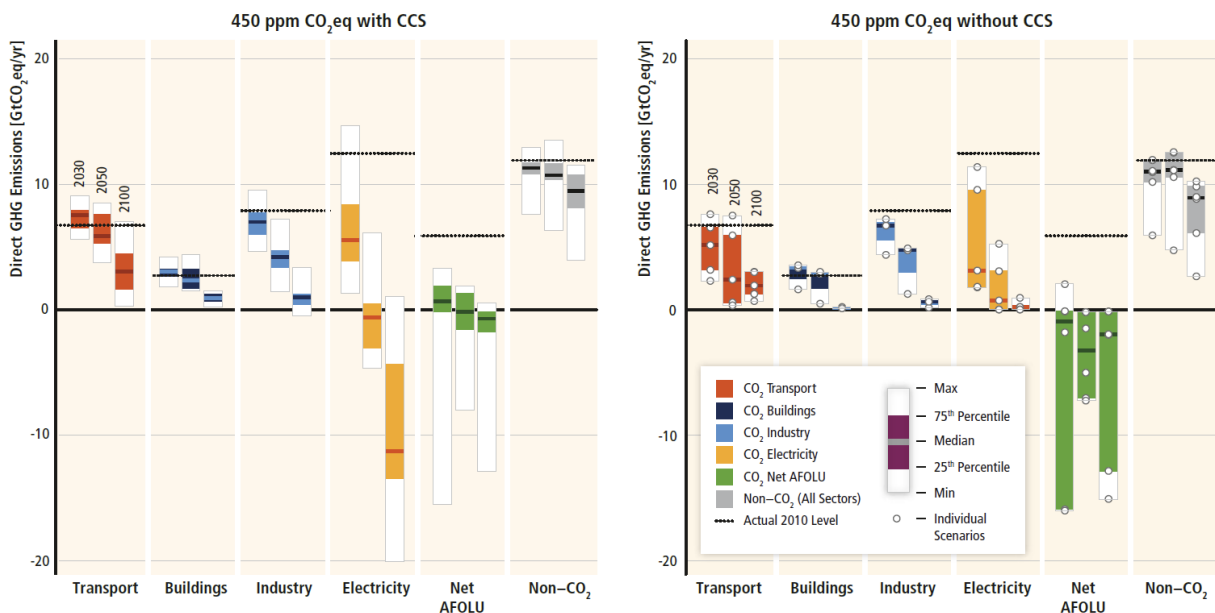 450 ppm CO₂eq with CCS
Direct GHG Emissions [GtCO₂eq/yr]
20
10
0
-10
-20
2030
2050
2100
Transport
Buildings
Industry
Electricity
Net
AFOLU
Non–CO₂
450 ppm CO₂eq without CCS
Direct GHG Emissions [GtCO₂eq/yr]
20
10
0
-10
-20
2030
2050
2100
CO₂ Transport
CO₂ Buildings
CO₂ Industry
CO₂ Electricity
CO₂ Net AFOLU
Non–CO₂ (All Sectors)
Actual 2010 Level
Max
75th Percentile
Median
25th Percentile
Min
Individual
Scenarios
Transport
Buildings
Industry
Electricity
Net
AFOLU
Non–CO₂